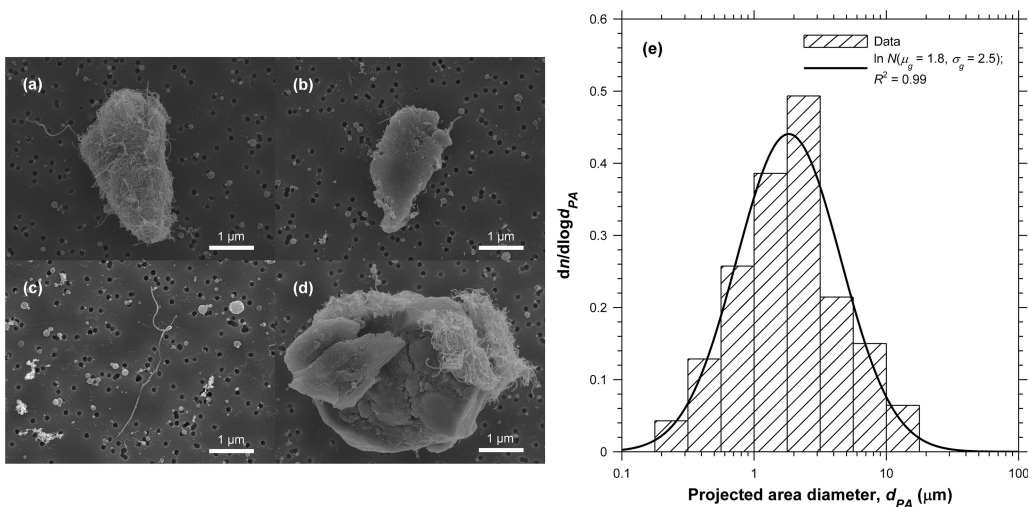 (a)
1 μm
(b)
1 μm
(c)
1 μm
(d)
1 μm
(e)
Data
ln N(μg = 1.8, σg = 2.5);
R² = 0.99
0.6
0.5
0.4
0.3
0.2
0.1
0
dn/dlogdPA
0.1 1 10 100
Projected area diameter, dPA (μm)